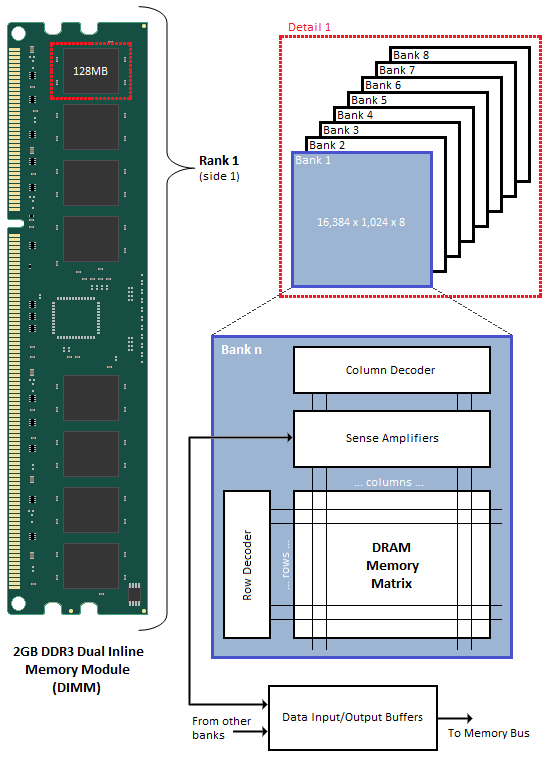 Detail 1
128MB
Rank 1
(side 1)
Bank 8
Bank 7
Bank 6
Bank 5
Bank 4
Bank 3
Bank 2
Bank 1
16,384 x 1,024 x 8
Bank n
Column Decoder
Sense Amplifiers
... columns ...
Row Decoder
... rows ...
DRAM
Memory
Matrix
2GB DDR3 Dual Inline
Memory Module
(DIMM)
From other
banks
Data Input/Output Buffers
To Memory Bus